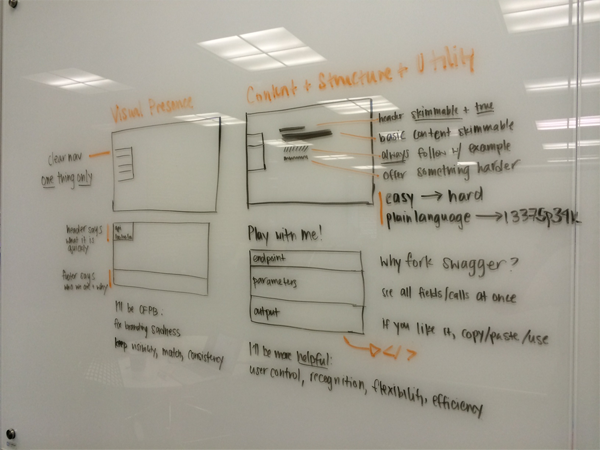 Visual Presence
clear nav
one thing only
header says
what it is
quickly
footer says
who we are + why
I'll be CFPB.
for branding sadness
keep visibility, match, consistency
Content + Structure + Utility
header skimmable + true
basic content skimmable
always follow w/ example
offer something harder
easy → hard
plain language → 13375p34k
Play with me!
endpoint
parameters
output
</>
I'll be more helpful:
user control, recognition, flexibility, efficiency
Why fork swagger?
see all fields/calls at once
If you like it, copy/paste/use